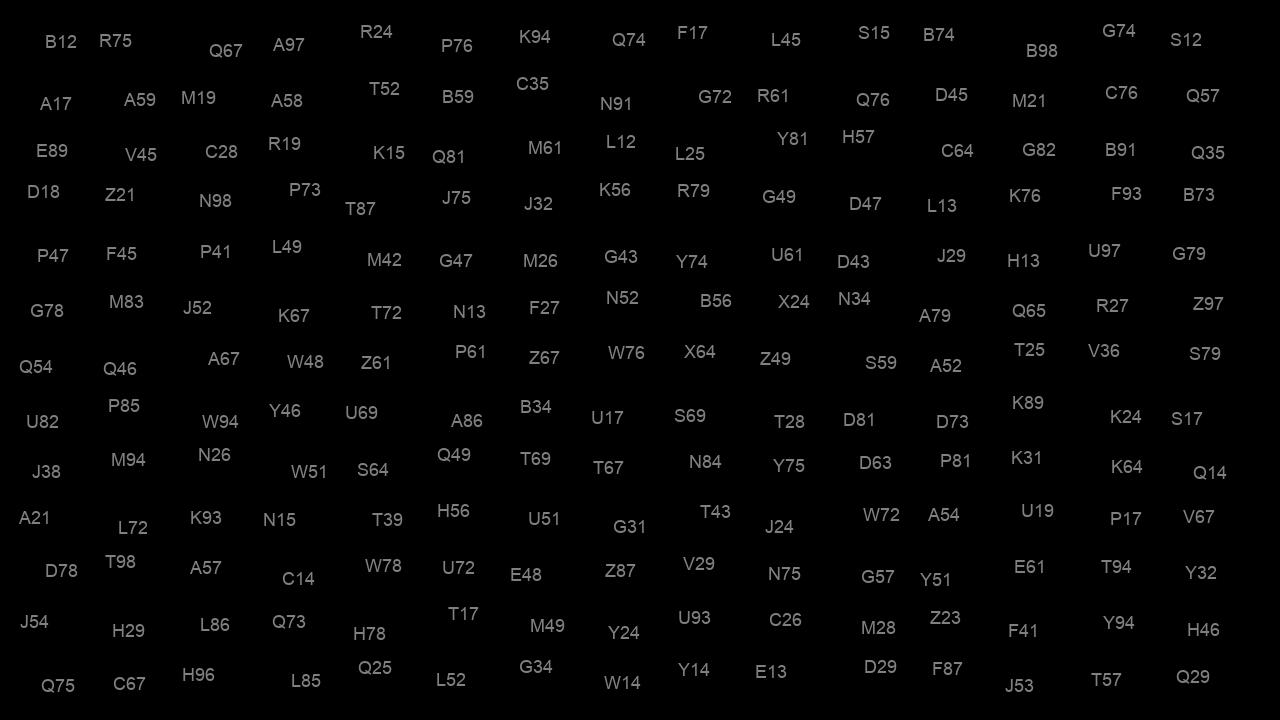 B12 R75 Q67 A97 R24 P76 K94 Q74 F17 L45 S15 B74 B98 G74 S12
A17 A59 M19 A58 T52 B59 C35 N91 G72 R61 Q76 D45 M21 C76 Q57
E89 V45 C28 R19 K15 Q81 M61 L12 L25 Y81 H57 C64 G82 B91 Q35
D18 Z21 N98 P73 T87 J75 J32 K56 R79 G49 D47 L13 K76 F93 B73
P47 F45 P41 L49 M42 G47 M26 G43 Y74 U61 D43 J29 H13 U97 G79
G78 M83 J52 K67 T72 N13 F27 N52 B56 X24 N34 A79 Q65 R27 Z97
Q54 Q46 A67 W48 Z61 P61 Z67 W76 X64 Z49 S59 A52 T25 V36 S79
U82 P85 W94 Y46 U69 A86 B34 U17 S69 T28 D81 D73 K89 K24 S17
J38 M94 N26 W51 S64 Q49 T69 T67 N84 Y75 D63 P81 K31 K64 Q14
A21 L72 K93 N15 T39 H56 U51 G31 T43 J24 W72 A54 U19 P17 V67
D78 T98 A57 C14 W78 U72 E48 Z87 V29 N75 G57 Y51 E61 T94 Y32
J54 H29 L86 Q73 H78 T17 M49 Y24 U93 C26 M28 Z23 F41 Y94 H46
Q75 C67 H96 L85 Q25 L52 G34 W14 Y14 E13 D29 F87 J53 T57 Q29